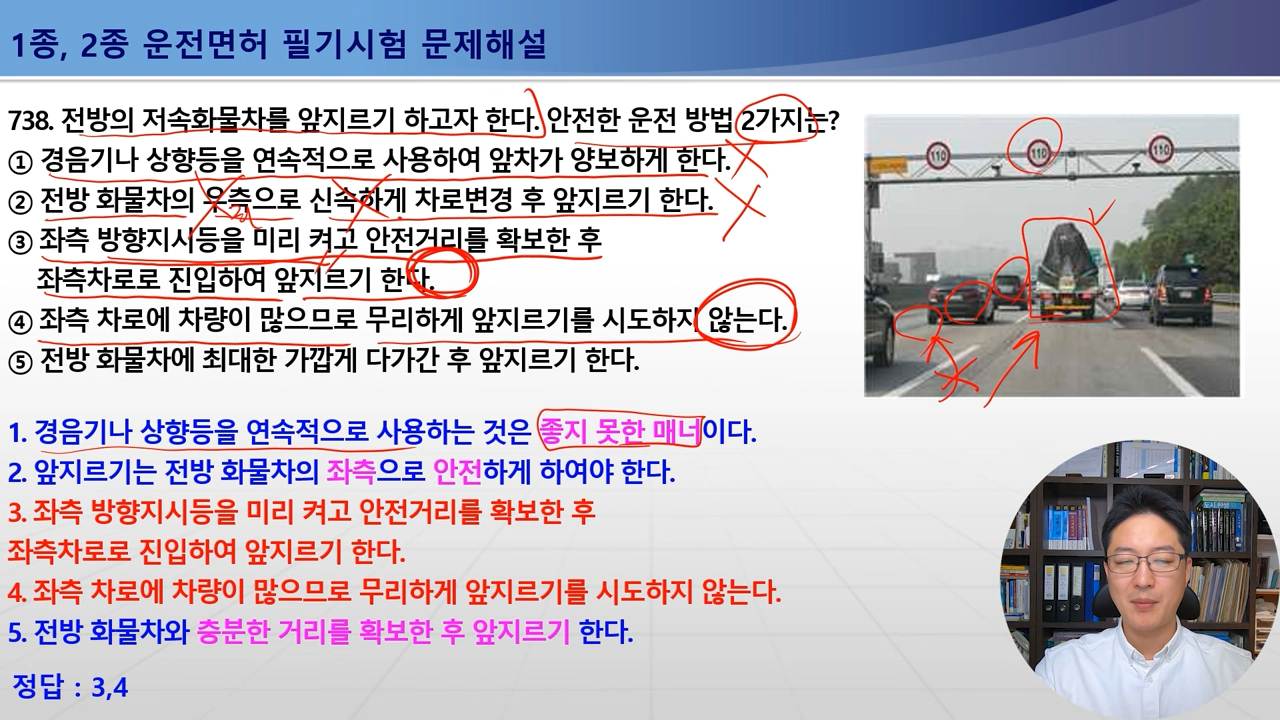 1종, 2종 운전면허 필기시험 문제해설
738. 전방의 저속화물차를 앞지르기 하고자 한다. 안전한 운전 방법 2가지는?
① 경음기나 상향등을 연속적으로 사용하여 앞차가 양보하게 한다.
② 전방 화물차의 우측으로 신속하게 차로변경 후 앞지르기 한다.
③ 좌측 방향지시등을 미리 켜고 안전거리를 확보한 후
좌측차로로 진입하여 앞지르기 한다.
④ 좌측 차로에 차량이 많으므로 무리하게 앞지르기를 시도하지 않는다.
⑤ 전방 화물차에 최대한 가깝게 다가간 후 앞지르기 한다.
110
110
110
1. 경음기나 상향등을 연속적으로 사용하는 것은 좋지 못한 매너이다.
2. 앞지르기는 전방 화물차의 좌측으로 안전하게 하여야 한다.
3. 좌측 방향지시등을 미리 켜고 안전거리를 확보한 후
좌측차로로 진입하여 앞지르기 한다.
4. 좌측 차로에 차량이 많으므로 무리하게 앞지르기를 시도하지 않는다.
5. 전방 화물차와 충분한 거리를 확보한 후 앞지르기 한다.
정답 : 3,4